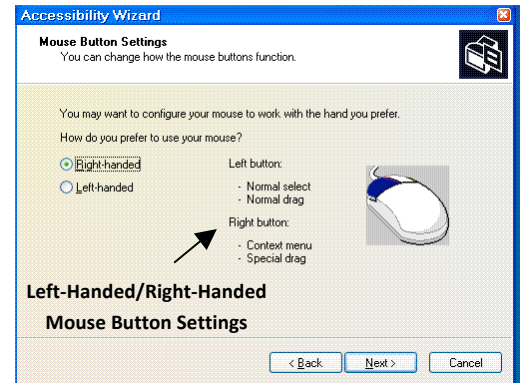 Accessibility Wizard
Mouse Button Settings
You can change how the mouse buttons function.
You may want to configure your mouse to work with the hand you prefer.
How do you prefer to use your mouse?
Right-handed
Left-handed
Left button:
- Normal select
- Normal drag
Right button:
- Context menu
- Special drag
Left-Handed/Right-Handed
Mouse Button Settings
< Back
Next >
Cancel